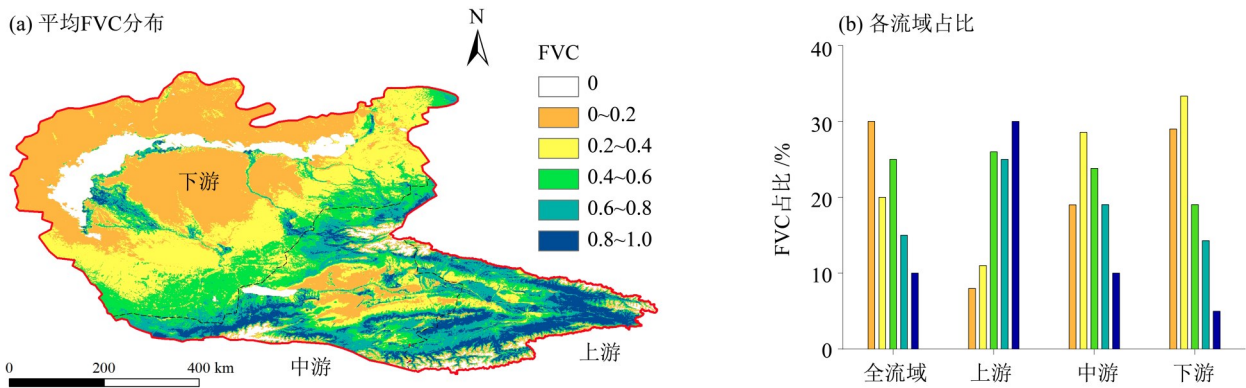 (a) 平均FVC分布
N
FVC
0
0~0.2
0.2~0.4
0.4~0.6
0.6~0.8
0.8~1.0
下游
中游
上游
0 200 400 km
(b) 各流域占比
FVC占比 /%
40
30
20
10
0
全流域 上游 中游 下游